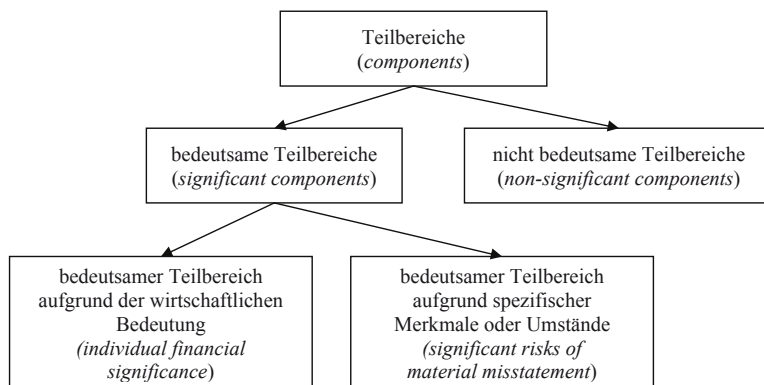 Teilbereiche
(components)
bedeutsame Teilbereiche
(significant components)
nicht bedeutsame Teilbereiche
(non-significant components)
bedeutsamer Teilbereich
aufgrund der wirtschaftlichen
Bedeutung
(individual financial
significance)
bedeutsamer Teilbereich
aufgrund spezifischer
Merkmale oder Umstände
(significant risks of
material misstatement)